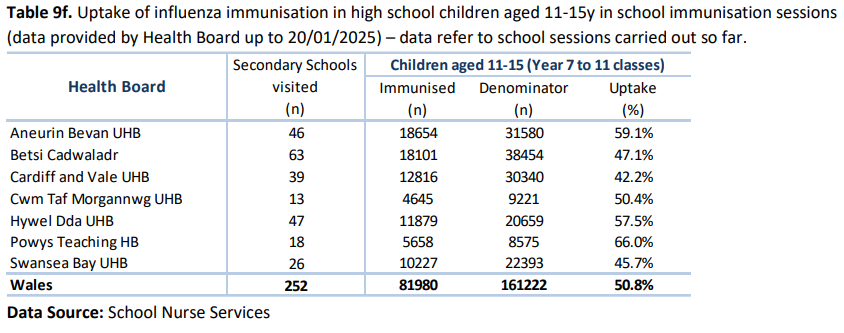 Table 9f. Uptake of influenza immunisation in high school children aged 11-15y in school immunisation sessions
(data provided by Health Board up to 20/01/2025) – data refer to school sessions carried out so far.
Health Board Secondary Schools visited (n) Children aged 11-15 (Year 7 to 11 classes)
Immunised (n) Denominator (n) Uptake (%)
Aneurin Bevan UHB 46 18654 31580 59.1%
Betsi Cadwaladr 63 18101 38454 47.1%
Cardiff and Vale UHB 39 12816 30340 42.2%
Cwm Taf Morgannwg UHB 13 4645 9221 50.4%
Hywel Dda UHB 47 11879 20659 57.5%
Powys Teaching HB 18 5658 8575 66.0%
Swansea Bay UHB 26 10227 22393 45.7%
Wales 252 81980 161222 50.8%
Data Source: School Nurse Services